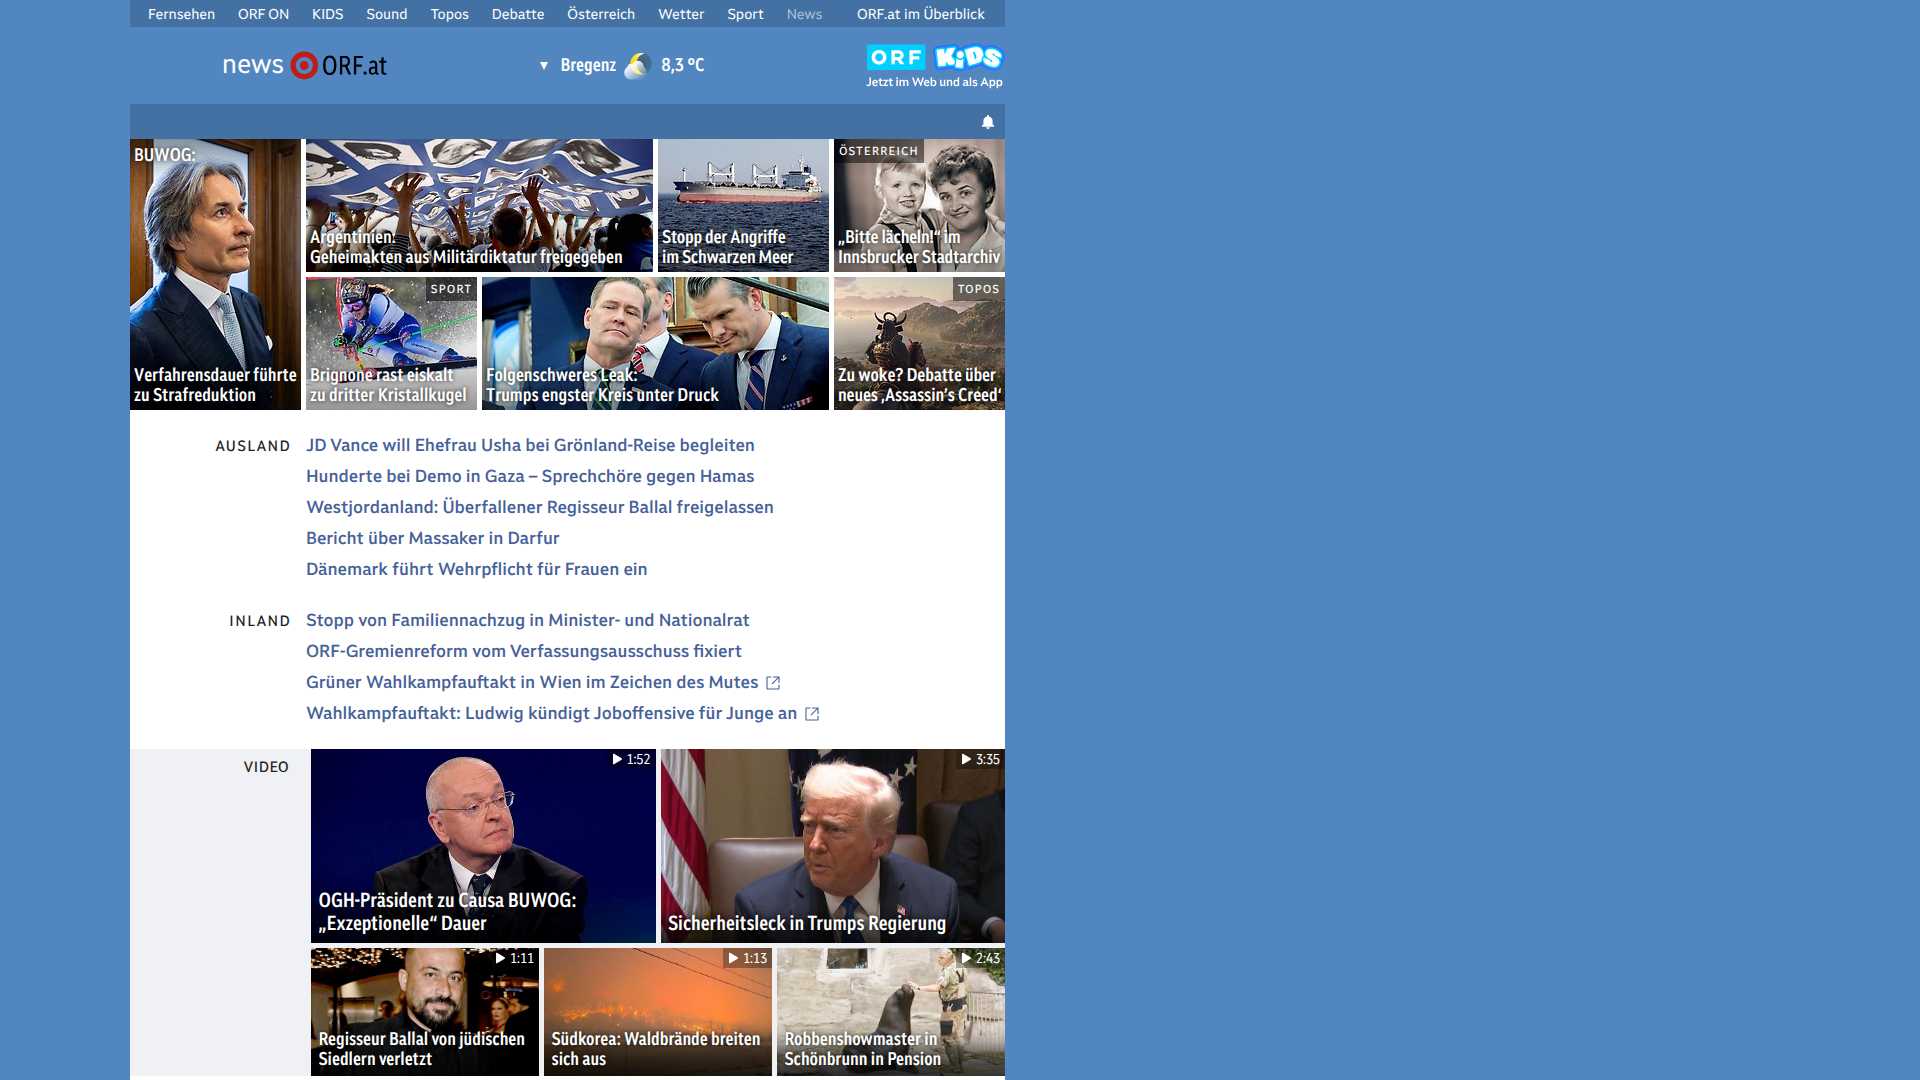 Fernsehen ORF ON KIDS Sound Topos Debatte Österreich Wetter Sport News ORF.at im Überblick
news ORF.at
▼ Bregenz 8,3 °C
ORF KiDS
Jetzt im Web und als App
BUWOG:
Verfahrensdauer führte
zu Strafreduktion
Argentinien:
Geheimakten aus Militärdiktatur freigegeben
Stopp der Angriffe
im Schwarzen Meer
ÖSTERREICH
„Bitte lächeln!“ im
Innsbrucker Stadtarchiv
SPORT
Brignone rast eiskalt
zu dritter Kristallkugel
Folgenschweres Leak:
Trumps engster Kreis unter Druck
TOPOS
Zu woke? Debatte über
neues ‚Assassin’s Creed‘
AUSLAND
JD Vance will Ehefrau Usha bei Grönland-Reise begleiten
Hunderte bei Demo in Gaza – Sprechchöre gegen Hamas
Westjordanland: Überfallener Regisseur Ballal freigelassen
Bericht über Massaker in Darfur
Dänemark führt Wehrpflicht für Frauen ein
INLAND
Stopp von Familiennachzug in Minister- und Nationalrat
ORF-Gremienreform vom Verfassungsausschuss fixiert
Grüner Wahlkampfauftakt in Wien im Zeichen des Mutes
Wahlkampfauftakt: Ludwig kündigt Joboffensive für Junge an
VIDEO
1:52
OGH-Präsident zu Causa BUWOG:
„Exzeptionelle“ Dauer
3:35
Sicherheitsleck in Trumps Regierung
1:11
Regisseur Ballal von jüdischen
Siedlern verletzt
1:13
Südkorea: Waldbrände breiten
sich aus
2:43
Robbenshowmaster in
Schönbrunn in Pension